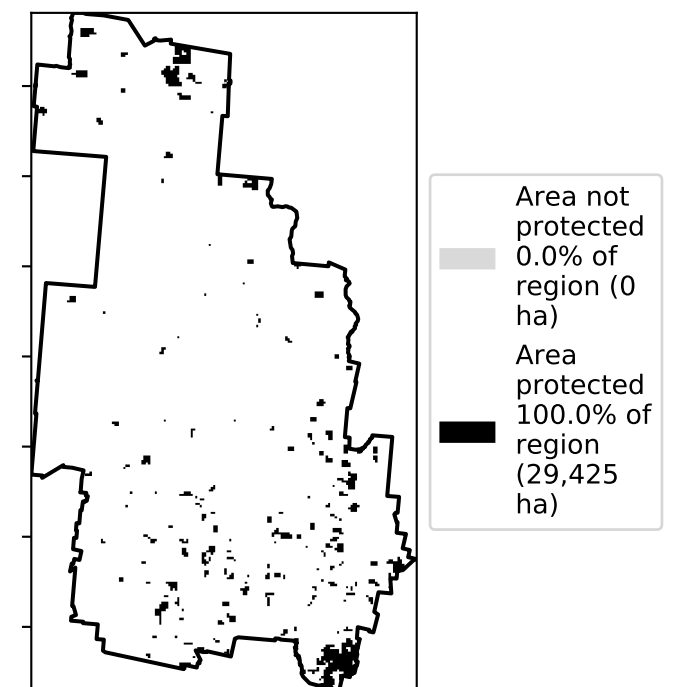 Area not
protected
0.0% of
region (0
ha)
Area
protected
100.0% of
region
(29,425
ha)